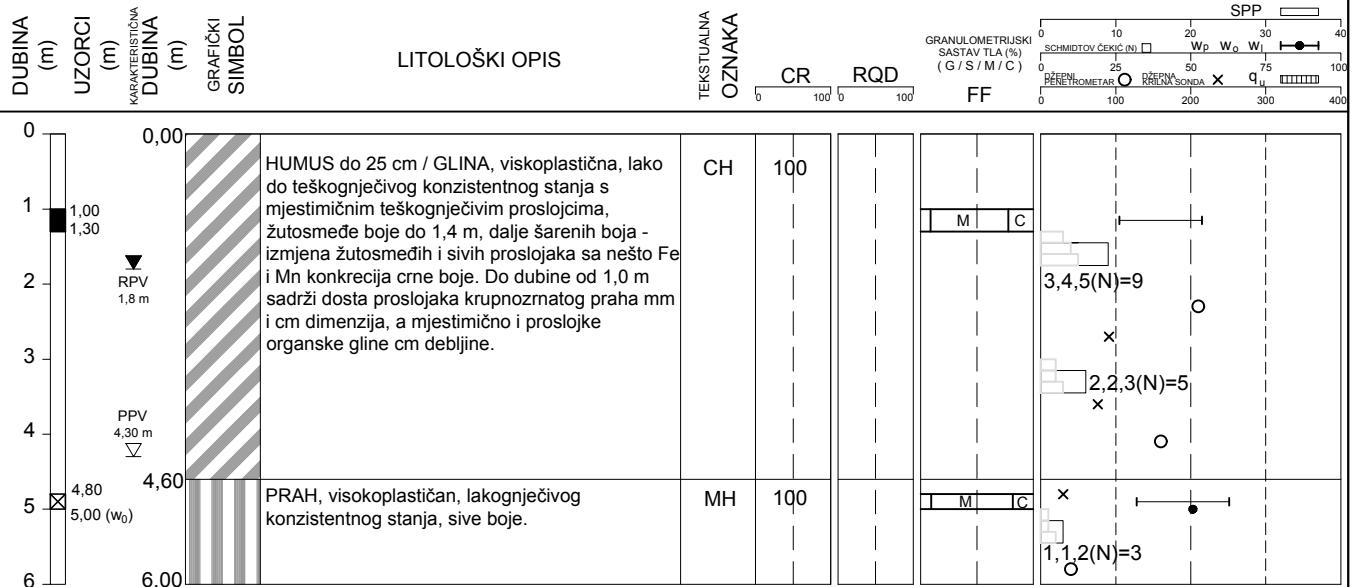 DUBINA
(m)
UZORCI
(m)
KARAKTERISTIČNA
DUBINA
(m)
GRAFIČKI
SIMBOL
LITOLOŠKI OPIS
TEKSTUALNA
OZNAKA
CR
0 100
RQD
0 100
GRANULOMETRIJSKI
SASTAV TLA (%)
( G / S / M / C )
FF
SPP
0 10 20 30 40
SCHMIDTOV ČEKIĆ (N) wp wo wl
0 25 50 75 100
DŽEPNI
PENETROMETAR
DŽEPNA
KRILNA SONDA
qu
0 100 200 300 400
0
0,00
HUMUS do 25 cm / GLINA, viskoplastična, lako
do teškognječivog konzistentnog stanja s
mjestimičnim teškognječivim proslojcima,
žutosmeđe boje do 1,4 m, dalje šarenih boja -
izmjena žutosmeđih i sivih proslojaka sa nešto Fe
i Mn konkrecija crne boje. Do dubine od 1,0 m
sadrži dosta proslojaka krupnozrnatog praha mm
i cm dimenzija, a mjestimično i proslojke
organske gline cm debljine.
CH
100
1
1,00
1,30
M C
RPV
1,8 m
2
3,4,5(N)=9
3
2,2,3(N)=5
PPV
4,30 m
4
4,60
4,80
5
5,00 (w0)
PRAH, visokoplastičan, lakognječivog
konzistentnog stanja, sive boje.
MH
100
M C
1,1,2(N)=3
6
6,00